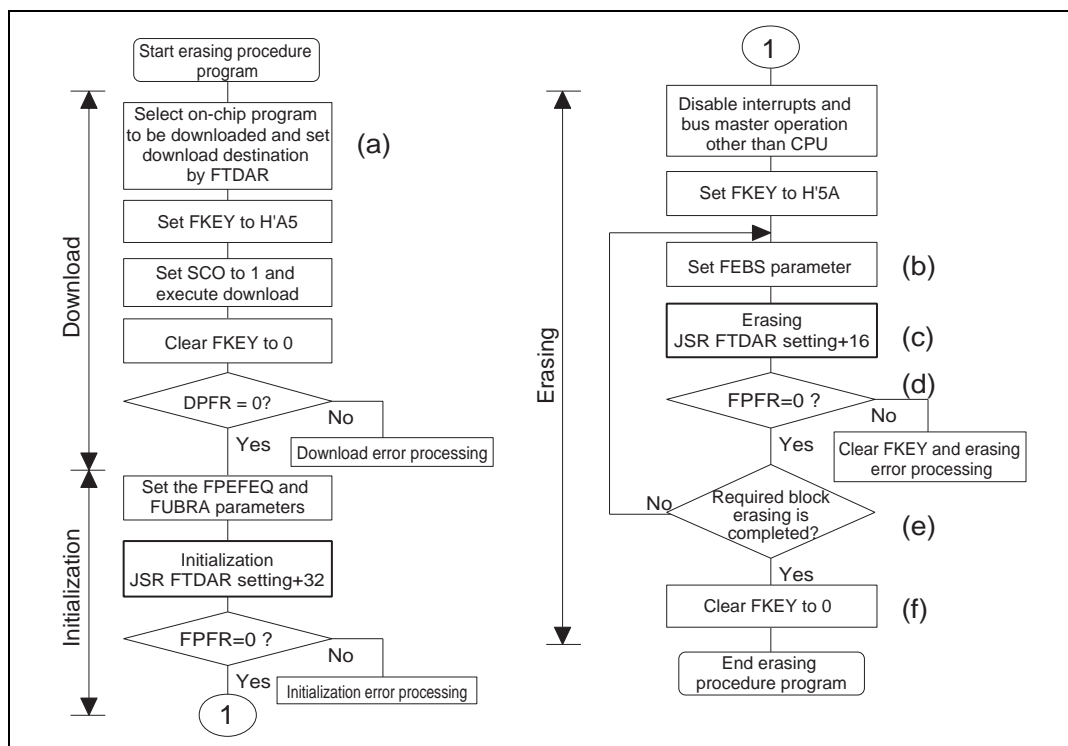 Start erasing procedure
program
Select on-chip program
to be downloaded and set
download destination
by FTDAR
(a)
Set FKEY to H'A5
Set SCO to 1 and
execute download
Clear FKEY to 0
DPFR = 0?
No
Yes
Download error processing
Download
Set the FPEFEQ and
FUBRA parameters
Initialization
JSR FTDAR setting+32
FPFR=0 ?
No
Yes
Initialization error processing
Initialization
1
1
Disable interrupts and
bus master operation
other than CPU
Set FKEY to H'5A
Set FEBS parameter
(b)
Erasing
JSR FTDAR setting+16
(c)
(d)
FPFR=0 ?
No
Yes
Clear FKEY and erasing
error processing
Erasing
No
Required block
erasing is
completed?
(e)
Yes
Clear FKEY to 0
(f)
End erasing
procedure program